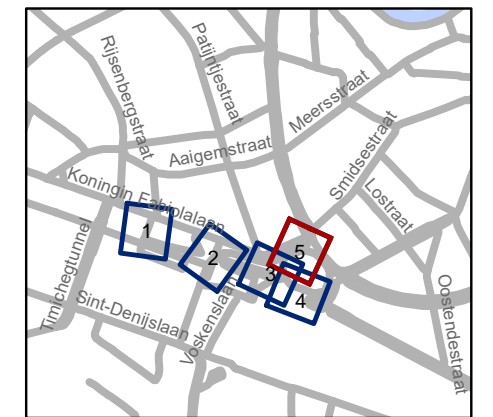 Rijsenbergstraat
Patijntjestraat
Meersstraat
Aaigemstraat
Smidsestraat
Koningin Fabiolalaan
Lostraat
1
2
3
4
5
Timichegtunnel
Sint-Denijslaan
Voskenslaan
Oostendestraat